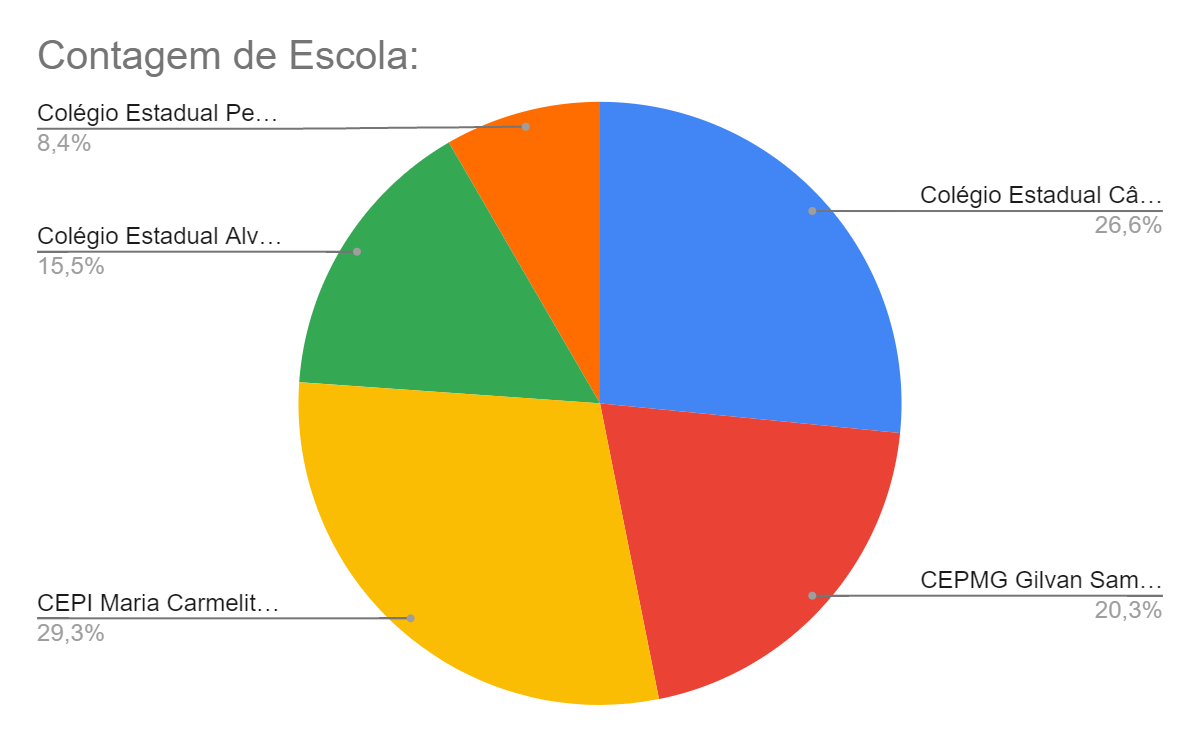 Contagem de Escola:
Colégio Estadual Pe…
8,4%
Colégio Estadual Câ…
26,6%
Colégio Estadual Alv…
15,5%
CEPMG Gilvan Sam…
20,3%
CEPI Maria Carmelit…
29,3%